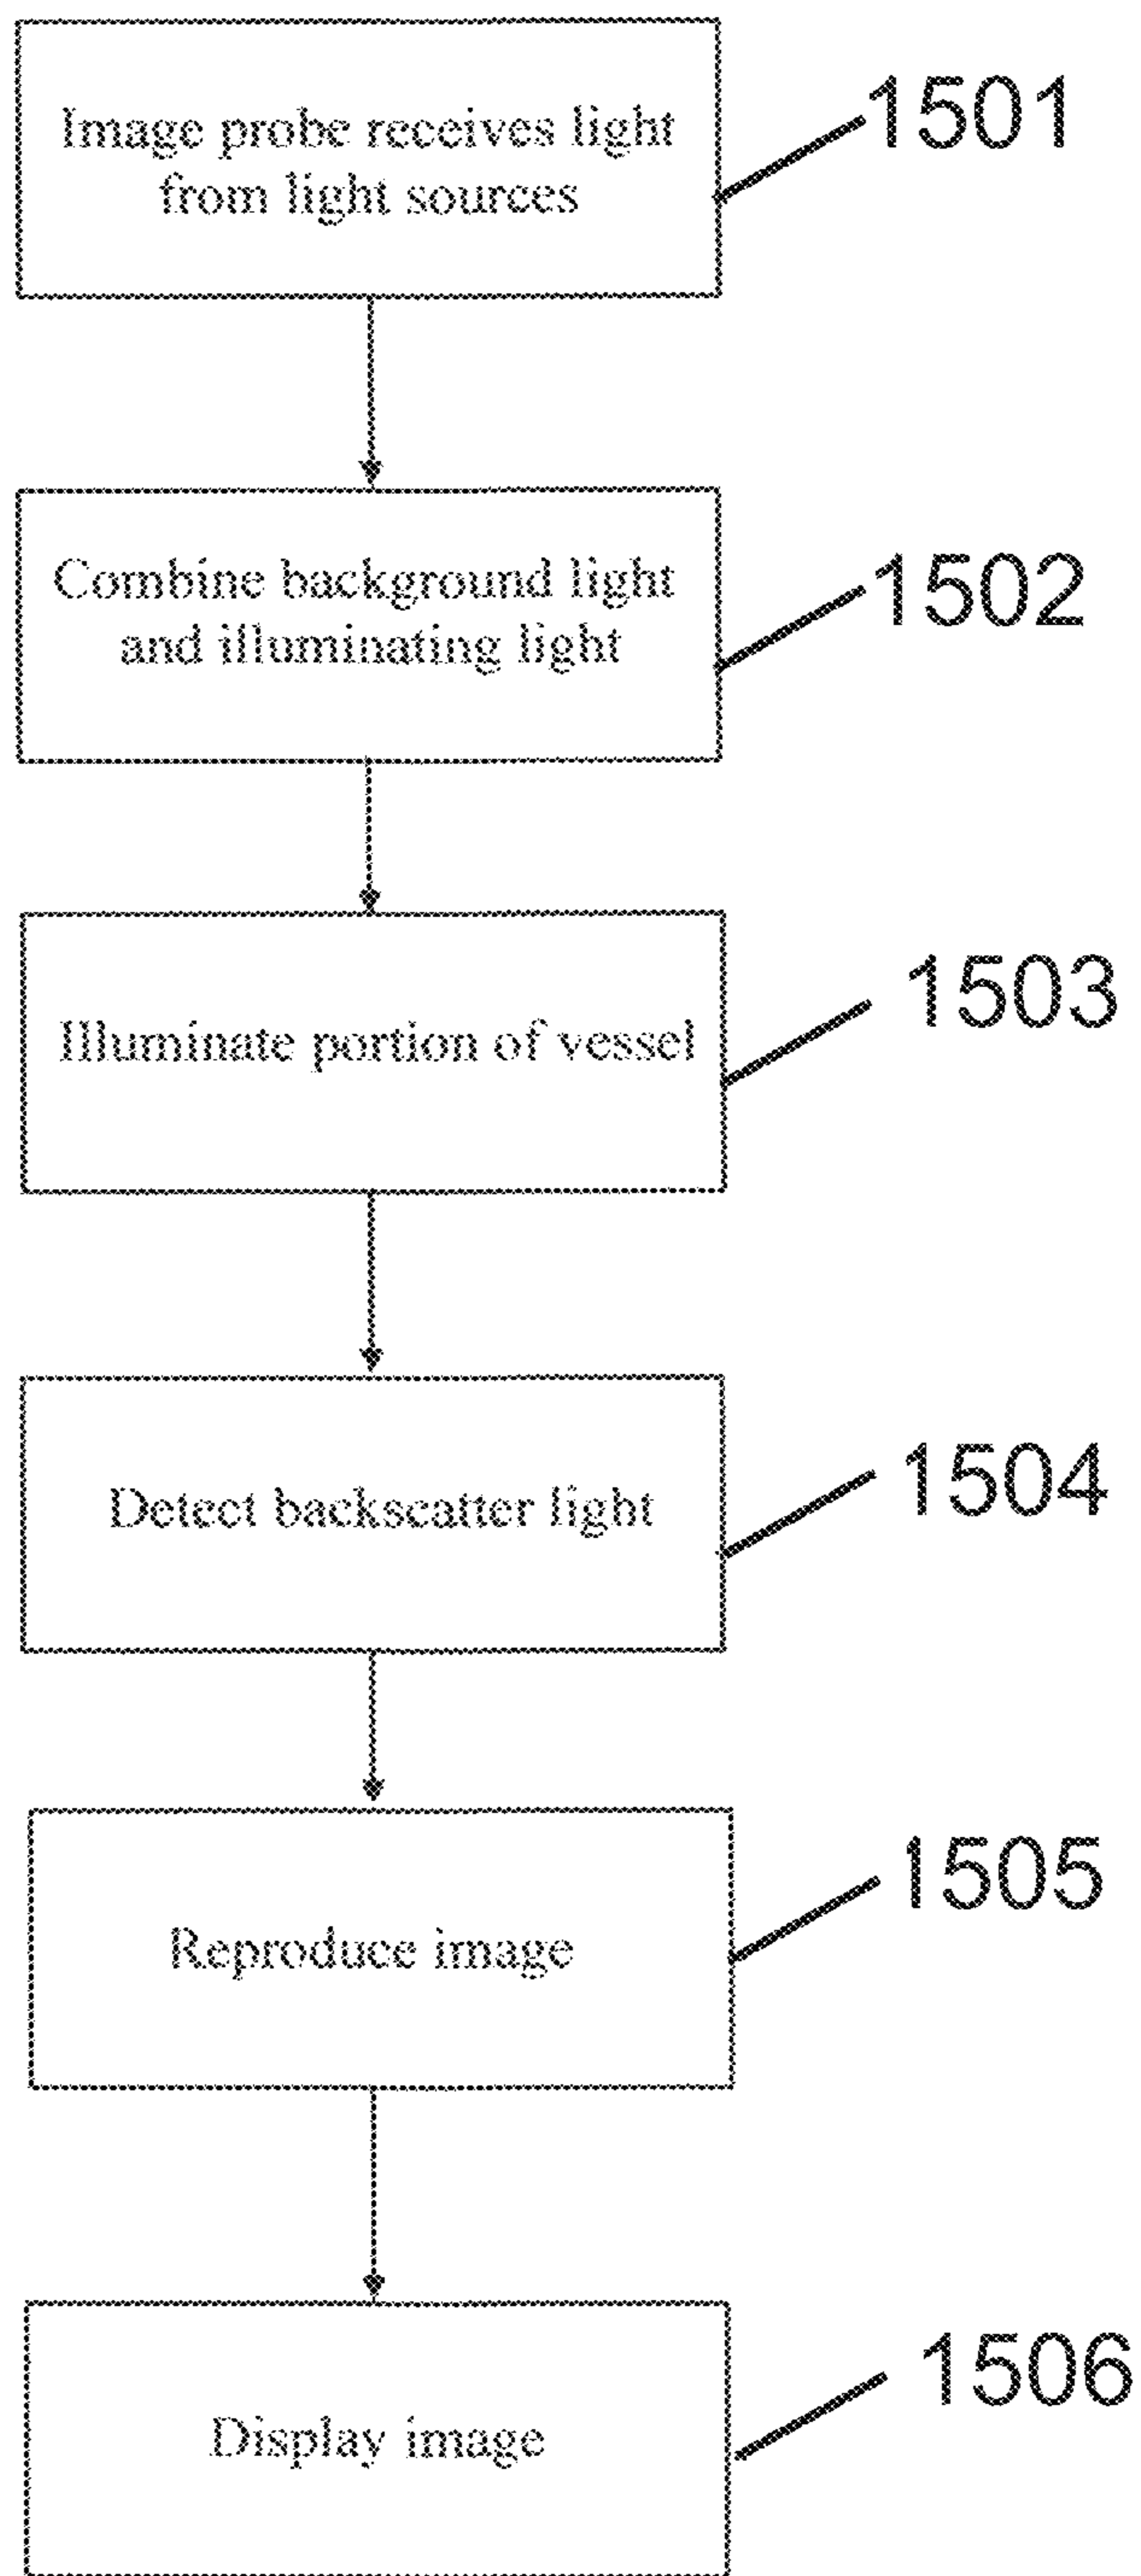 Image probe receives light
from light sources
1501
Combine background light
and illuminating light
1502
Illuminate portion of vessel
1503
Detect backscatter light
1504
Reproduce image
1505
Display image
1506